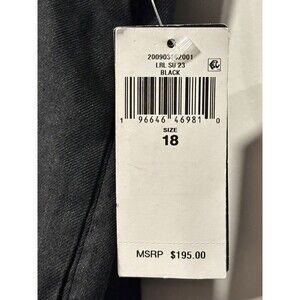 LRL SU 23
BLACK
1 96646 46981 0
SIZE
18
MSRP $195.00